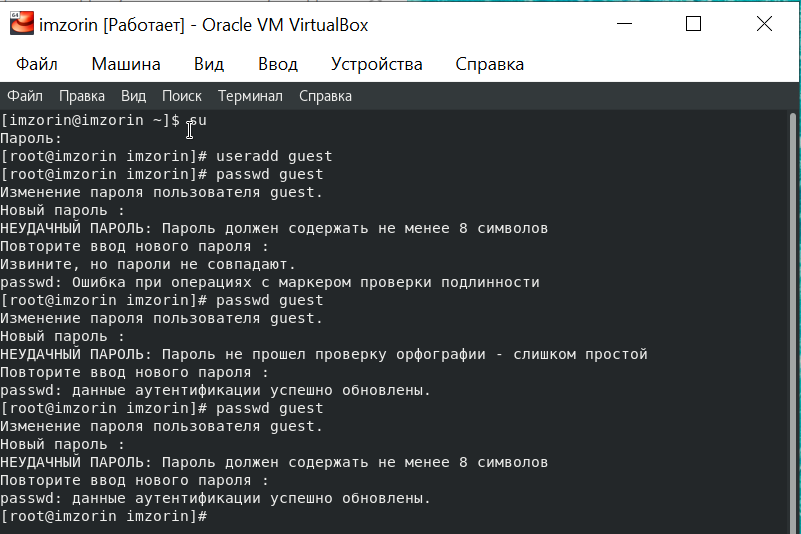 imzorin [Работает] - Oracle VM VirtualBox
Файл Машина Вид Ввод Устройства Справка
Файл Правка Вид Поиск Терминал Справка
[imzorin@imzorin ~]$ su
Пароль:
[root@imzorin imzorin]# useradd guest
[root@imzorin imzorin]# passwd guest
Изменение пароля пользователя guest.
Новый пароль :
НЕУДАЧНЫЙ ПАРОЛЬ: Пароль должен содержать не менее 8 символов
Повторите ввод нового пароля :
Извините, но пароли не совпадают.
passwd: Ошибка при операциях с маркером проверки подлинности
[root@imzorin imzorin]# passwd guest
Изменение пароля пользователя guest.
Новый пароль :
НЕУДАЧНЫЙ ПАРОЛЬ: Пароль не прошел проверку орфографии - слишком простой
Повторите ввод нового пароля :
passwd: данные аутентификации успешно обновлены.
[root@imzorin imzorin]# passwd guest
Изменение пароля пользователя guest.
Новый пароль :
НЕУДАЧНЫЙ ПАРОЛЬ: Пароль должен содержать не менее 8 символов
Повторите ввод нового пароля :
passwd: данные аутентификации успешно обновлены.
[root@imzorin imzorin]#